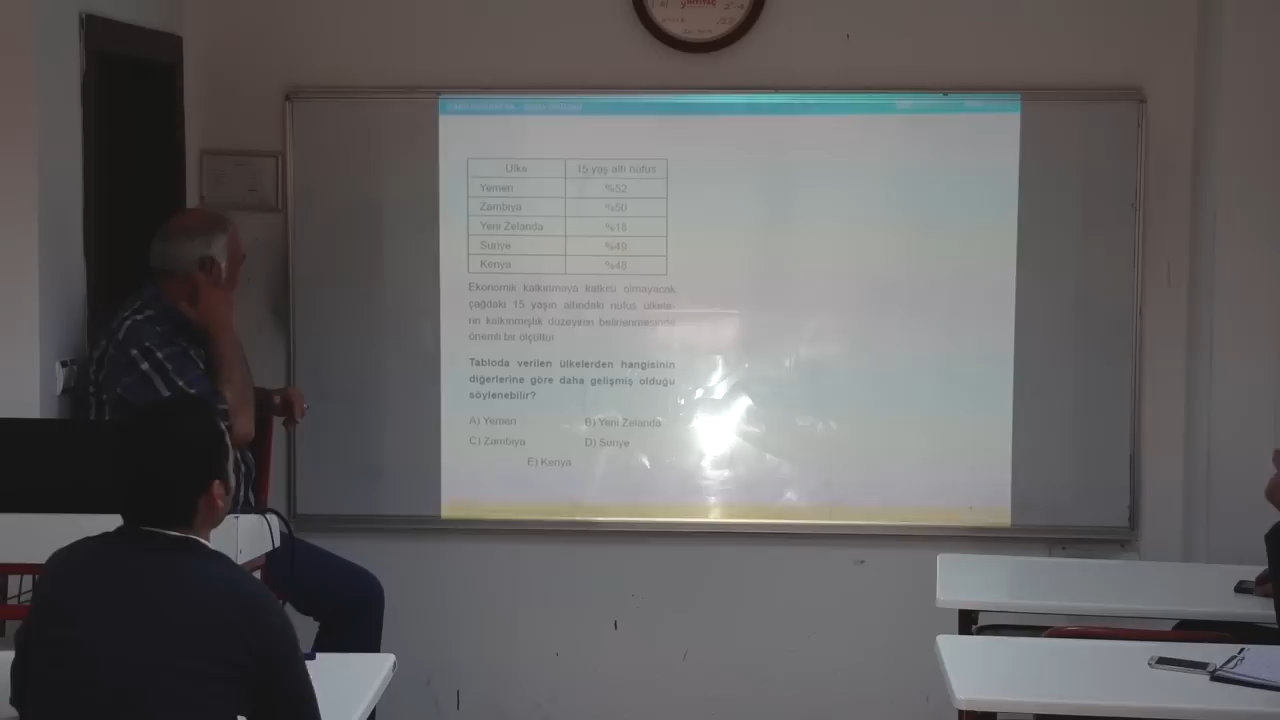 Ülke 15 yaş altı nüfus
Yemen %52
Zambiya %50
Yeni Zelanda %16
Suriye %49
Kenya %46
Ekonomik kalkınmaya katkısı olmayacak
çağdaki 15 yaşın altındaki nüfus ülkele-
rin kalkınmışlık düzeyinin belirlenmesinde
önemli bir ölçüttür
Tabloda verilen ülkelerden hangisinin
diğerlerine göre daha gelişmiş olduğu
söylenebilir?
A) Yemen B) Yeni Zelanda
C) Zambiya D) Suriye
E) Kenya